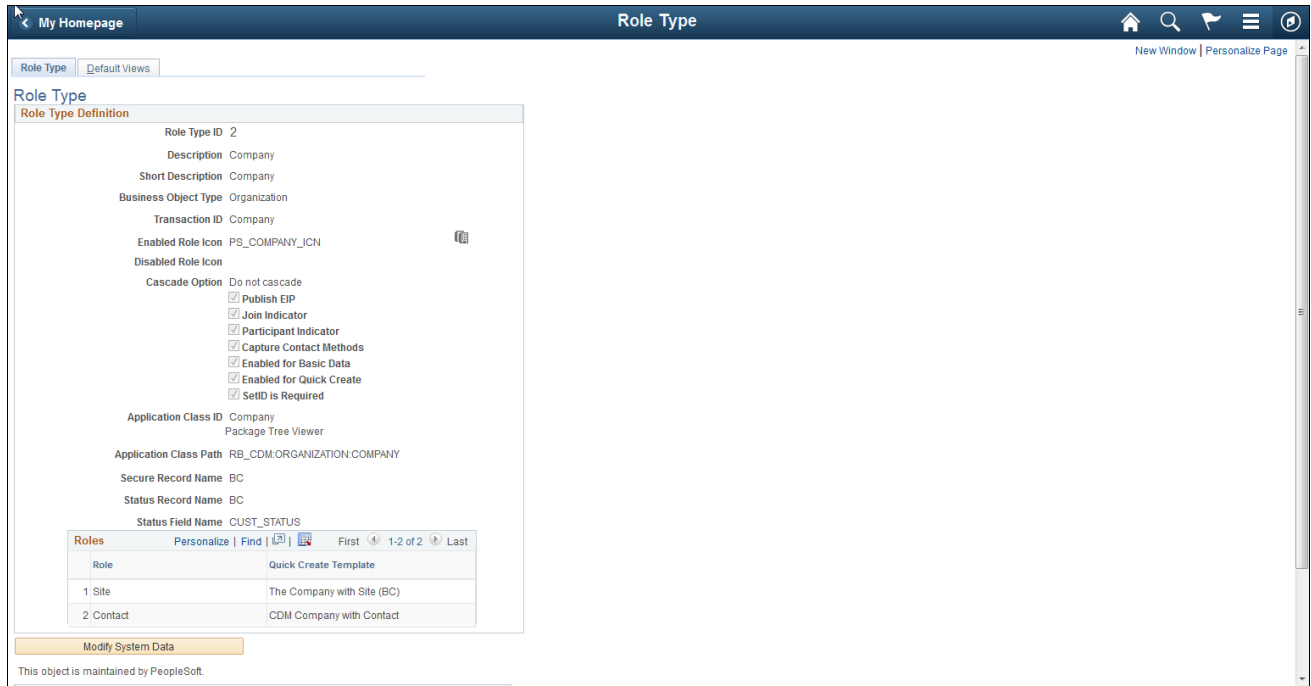 My Homepage
Role Type
New Window | Personalize Page
Role Type
Default Views
Role Type
Role Type Definition
Role Type ID 2
Description Company
Short Description Company
Business Object Type Organization
Transaction ID Company
Enabled Role Icon PS_COMPANY_ICN
Disabled Role Icon
Cascade Option Do not cascade
Publish EIP
Join Indicator
Participant Indicator
Capture Contact Methods
Enabled for Basic Data
Enabled for Quick Create
SetID is Required
Application Class ID Company
Package Tree Viewer
Application Class Path RB_CDM:ORGANIZATION:COMPANY
Secure Record Name BC
Status Record Name BC
Status Field Name CUST_STATUS
Roles Personalize | Find | | First 1-2 of 2 Last
Role Quick Create Template
1 Site The Company with Site (BC)
2 Contact CDM Company with Contact
Modify System Data
This object is maintained by PeopleSoft.